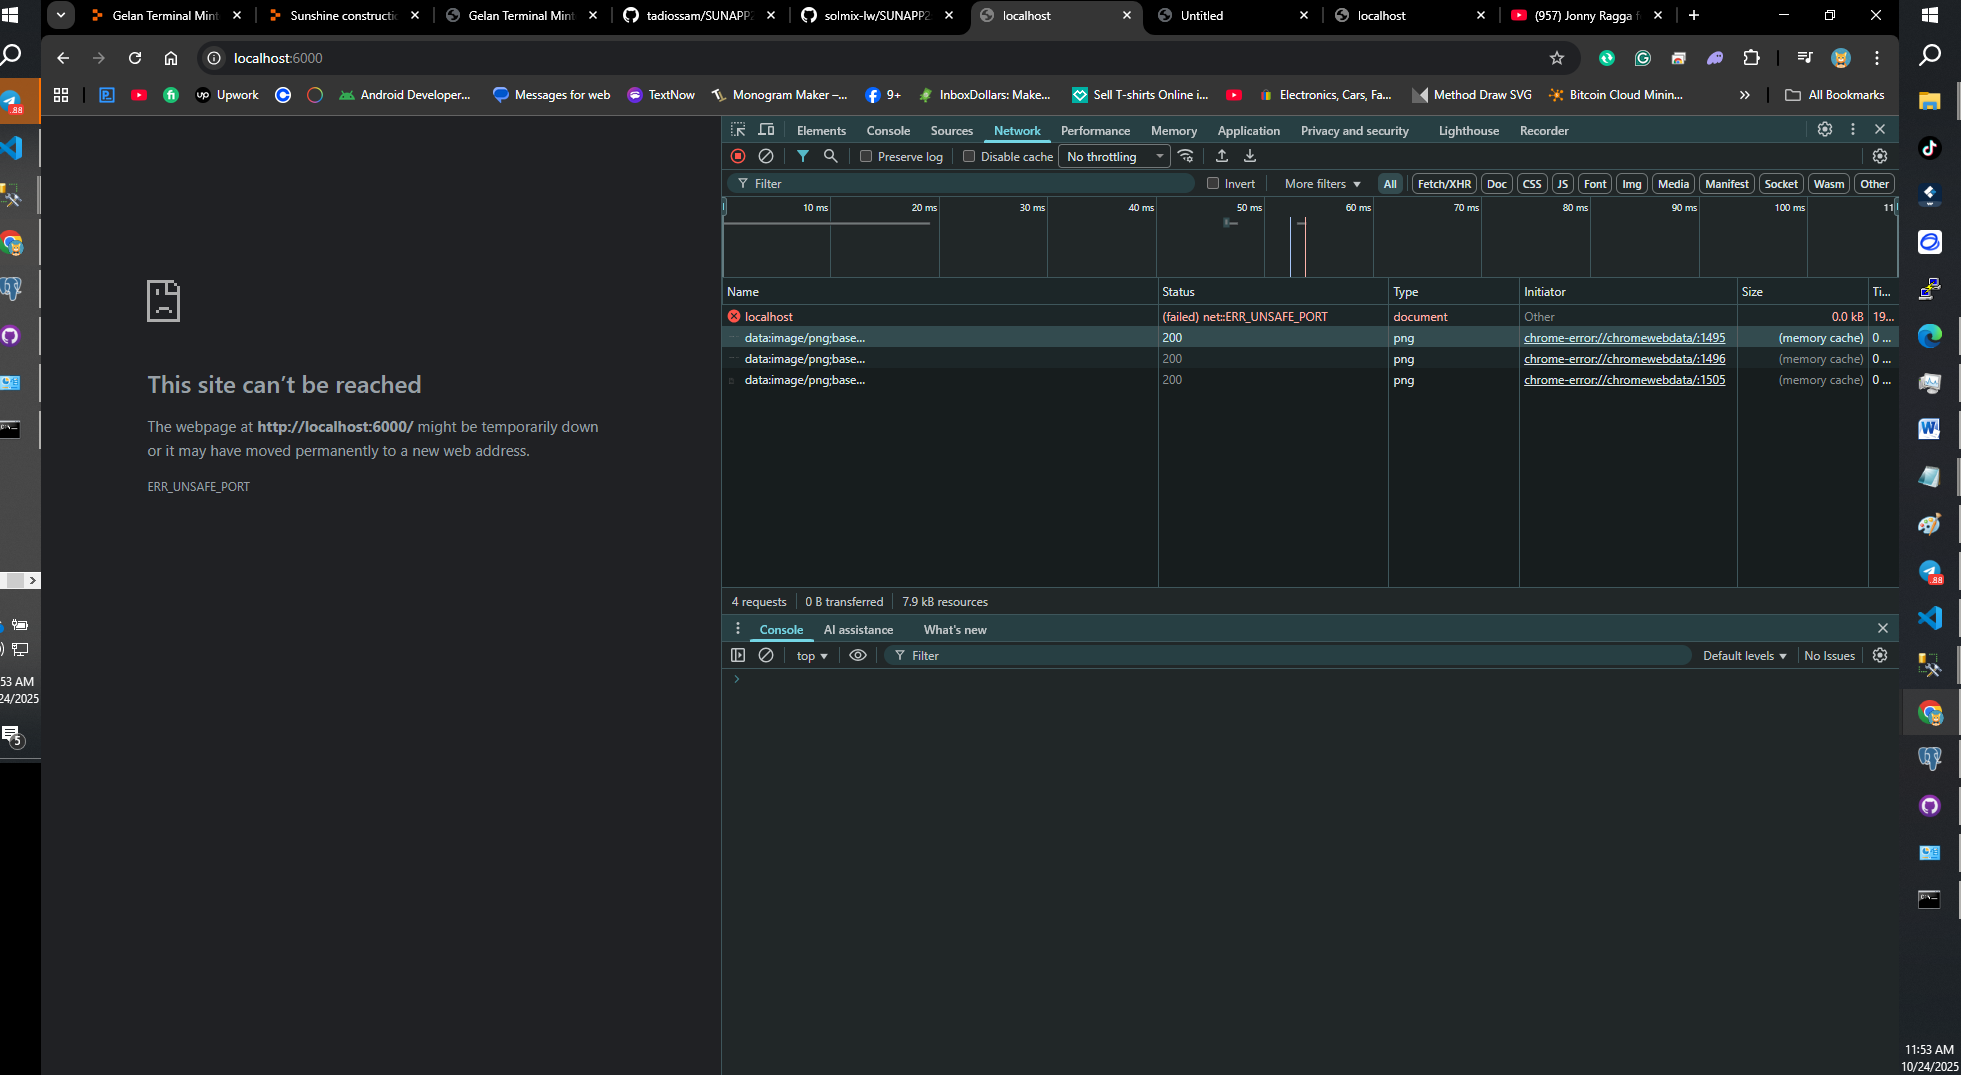 Gelan Terminal Mint
Sunshine constructi
Gelan Terminal Mint
tadiossam/SUNAPP2
solmix-lw/SUNAPP2
localhost
Untitled
localhost
(957) Jonny Ragga f
localhost:6000
Upwork
Android Developer...
Messages for web
TextNow
Monogram Maker –...
9+
InboxDollars: Make...
Sell T-shirts Online i...
Electronics, Cars, Fa...
Method Draw SVG
Bitcoin Cloud Minin...
All Bookmarks
Elements
Console
Sources
Network
Performance
Memory
Application
Privacy and security
Lighthouse
Recorder
Preserve log
Disable cache
No throttling
Filter
Invert
More filters
All
Fetch/XHR
Doc
CSS
JS
Font
Img
Media
Manifest
Socket
Wasm
Other
10 ms
20 ms
30 ms
40 ms
50 ms
60 ms
70 ms
80 ms
90 ms
100 ms
11
Name Status Type Initiator Size Ti...
localhost (failed) net::ERR_UNSAFE_PORT document Other 0.0 kB 19...
data:image/png;base... 200 png chrome-error://chromewebdata/:1495 (memory cache) 0 ...
data:image/png;base... 200 png chrome-error://chromewebdata/:1496 (memory cache) 0 ...
data:image/png;base... 200 png chrome-error://chromewebdata/:1505 (memory cache) 0 ...
This site can’t be reached
The webpage at http://localhost:6000/ might be temporarily down
or it may have moved permanently to a new web address.
ERR_UNSAFE_PORT
4 requests
0 B transferred
7.9 kB resources
Console
AI assistance
What's new
top
Filter
Default levels
No Issues
.88
53 AM
24/2025
5
.88
11:53 AM
10/24/2025